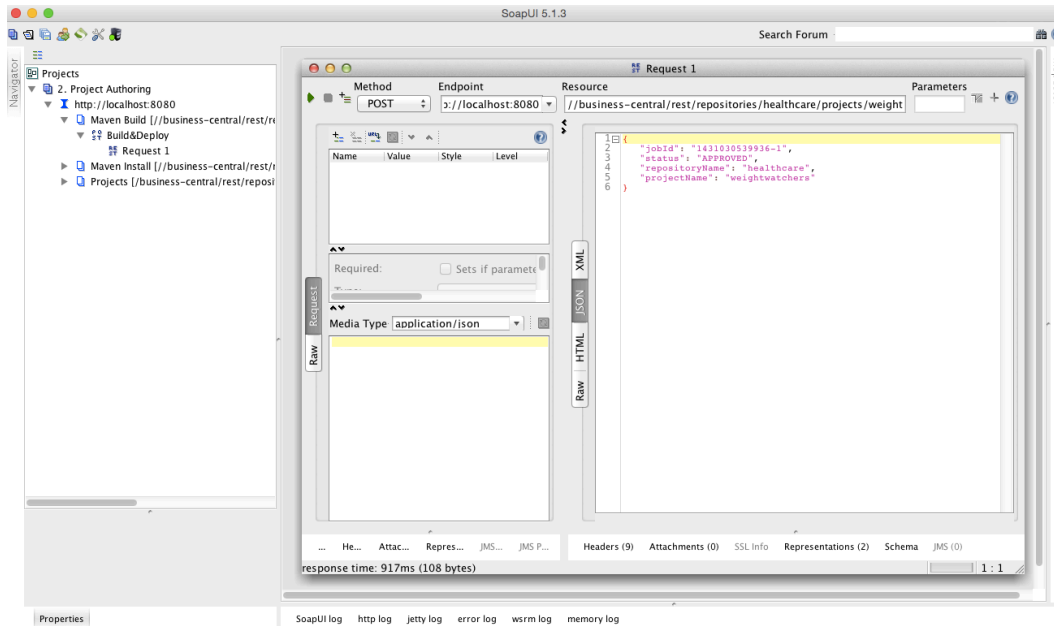 SoapUI 5.1.3
Search Forum
Navigator
Projects
2. Project Authoring
http://localhost:8080
Maven Build [//business-central/rest/re
Build&Deploy
Request 1
Maven Install [//business-central/rest/r
Projects [/business-central/rest/reposi
Request 1
Method Endpoint Resource Parameters
POST ://localhost:8080 //business-central/rest/repositories/healthcare/projects/weight
Name Value Style Level
Required: Sets if paramete
Media Type application/json
Request
Raw
XML
JSON
HTML
Raw
1 {
2 "jobId": "1431030539936-1",
3 "status": "APPROVED",
4 "repositoryName": "healthcare",
5 "projectName": "weightwatchers"
6 }
... He... Attac... Repres... JMS... JMS P...
Headers (9) Attachments (0) SSL Info Representations (2) Schema JMS (0)
response time: 917ms (108 bytes)
1 : 1
Properties
SoapUI log http log jetty log error log wsrm log memory log